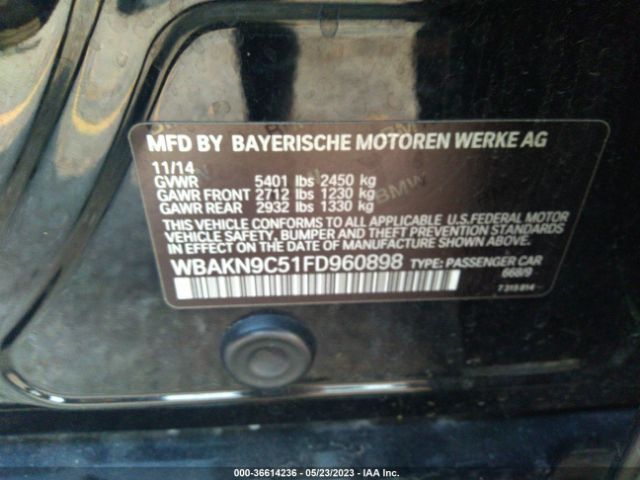 MFD BY BAYERISCHE MOTOREN WERKE AG
11/14
GVWR 5401 lbs 2450 kg
GAWR FRONT 2712 lbs 1230 kg
GAWR REAR 2932 lbs 1330 kg
THIS VEHICLE CONFORMS TO ALL APPLICABLE U.S.FEDERAL MOTOR
VEHICLE SAFETY, BUMPER AND THEFT PREVENTION STANDARDS
IN EFFECT ON THE DATE OF MANUFACTURE SHOWN ABOVE.
WBAKN9C51FD960898 TYPE: PASSENGER CAR
668/9
7 315 814
BMW
000-36614236 - 05/23/2023 - IAA Inc.